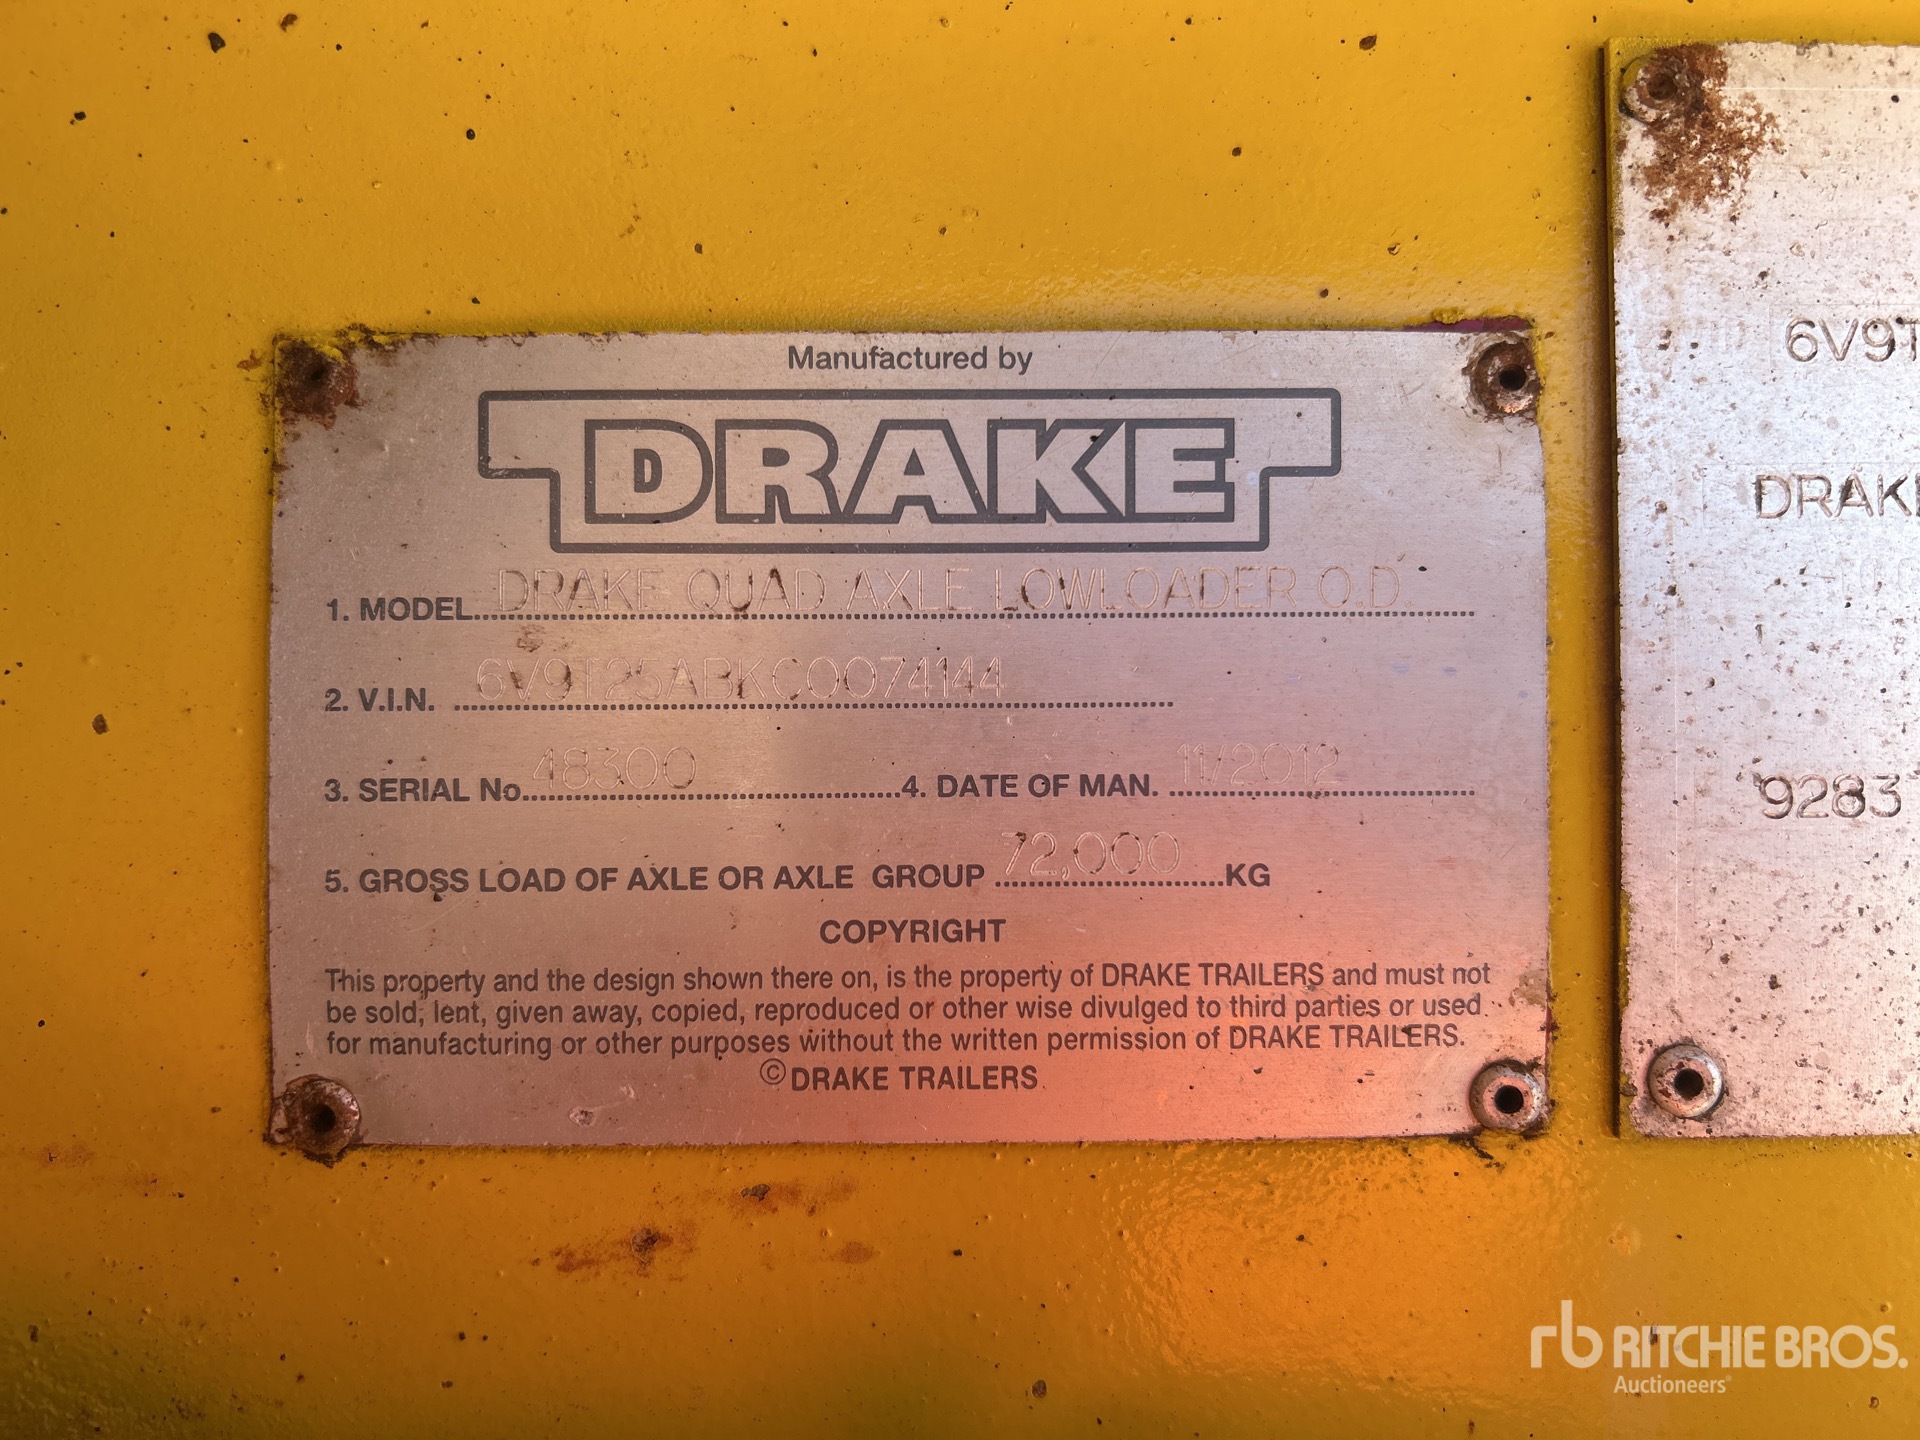 Manufactured by
DRAKE
1. MODEL DRAKE QUAD AXLE LOWLOADER O.D.
2. V.I.N. 6V9T25ABKC0074144
3. SERIAL No. 48300 4. DATE OF MAN. 11/2012
5. GROSS LOAD OF AXLE OR AXLE GROUP 72,000 KG
COPYRIGHT
This property and the design shown there on, is the property of DRAKE TRAILERS and must not
be sold, lent, given away, copied, reproduced or other wise divulged to third parties or used
for manufacturing or other purposes without the written permission of DRAKE TRAILERS.
© DRAKE TRAILERS
6V9T
DRAKE
9283
rb RITCHIE BROS.
Auctioneers